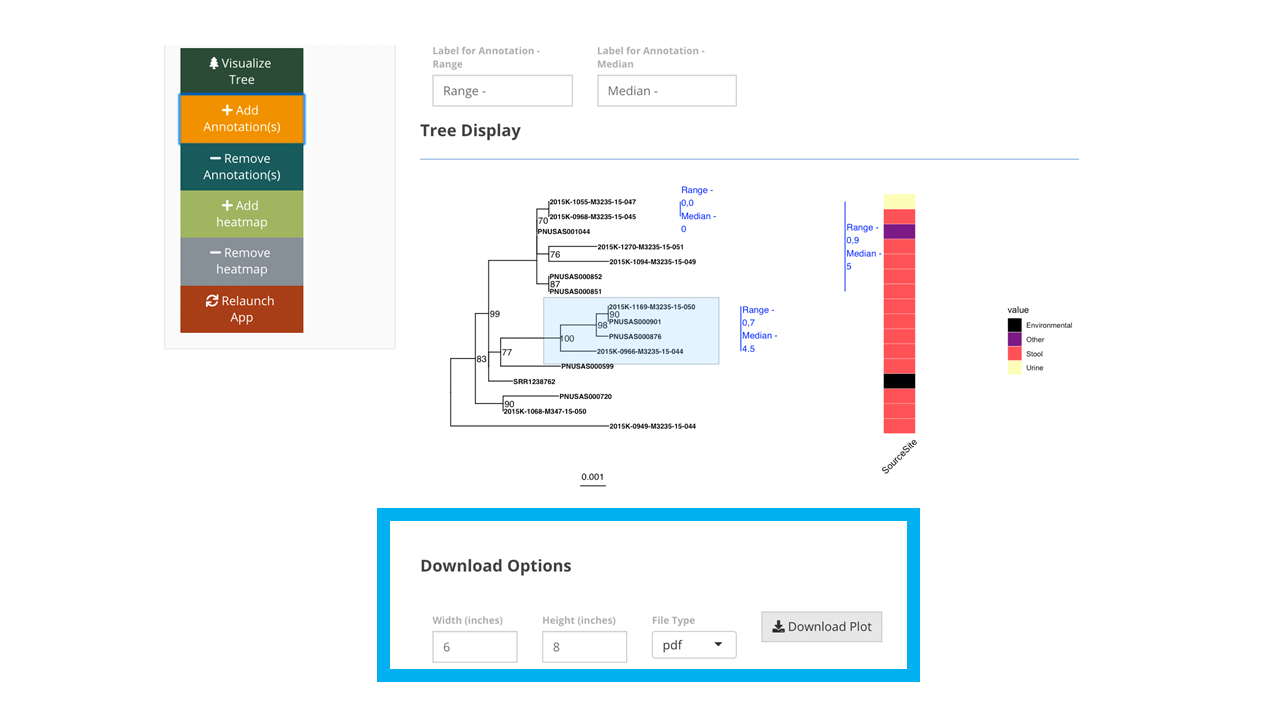 Visualize
Tree
Add
Annotation(s)
Remove
Annotation(s)
Add
heatmap
Remove
heatmap
Relaunch
App
Label for Annotation -
Range
Label for Annotation -
Median
Range -
Median -
Tree Display
2015K-1055-M3235-15-047
70
2015K-0968-M3235-15-045
PNUSAS001044
2015K-1270-M3235-15-051
76
2015K-1094-M3235-15-049
PNUSAS000852
87
PNUSAS000851
2015K-1169-M3235-15-050
90
99
PNUSAS000901
98
PNUSAS000876
100
2015K-0966-M3235-15-044
77
83
PNUSAS000599
SRR1238762
PNUSAS000720
90
2015K-1068-M347-15-050
2015K-0949-M3235-15-044
0.001
Range -
0,0
Median -
0
Range -
0,7
Median -
4.5
Range -
0,9
Median -
5
SourceSite
value
Environmental
Other
Stool
Urine
Download Options
Width (inches)
Height (inches)
File Type
6
8
pdf
Download Plot